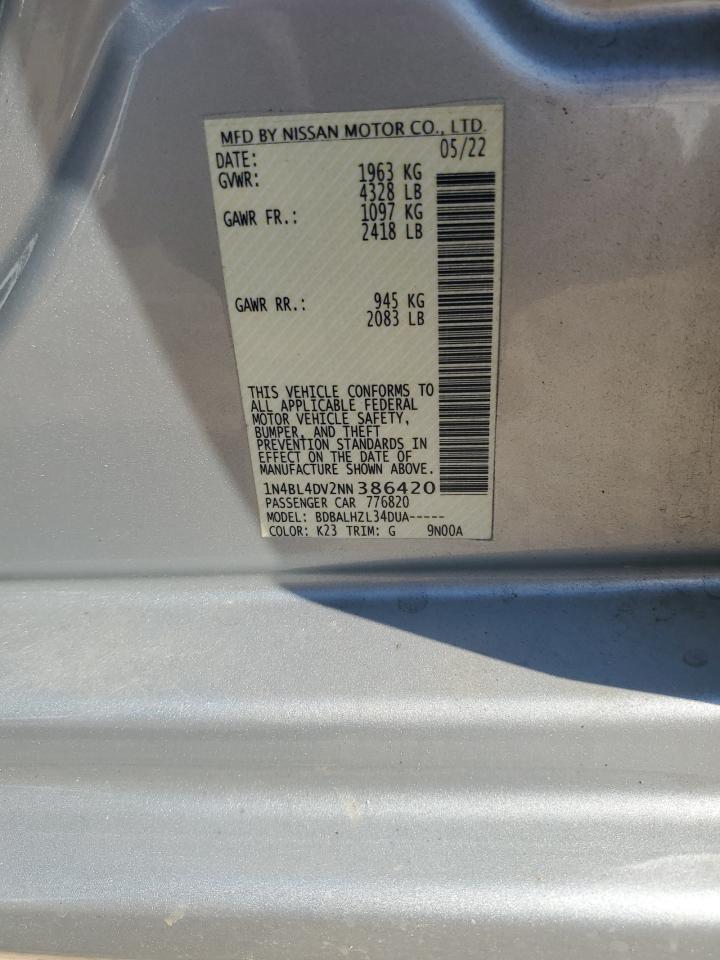 MFD BY NISSAN MOTOR CO., LTD.
DATE: 05/22
GVWR: 1963 KG
4328 LB
GAWR FR.: 1097 KG
2418 LB
GAWR RR.: 945 KG
2083 LB
THIS VEHICLE CONFORMS TO
ALL APPLICABLE FEDERAL
MOTOR VEHICLE SAFETY,
BUMPER, AND THEFT
PREVENTION STANDARDS IN
EFFECT ON THE DATE OF
MANUFACTURE SHOWN ABOVE.
1N4BL4DV2NN386420
PASSENGER CAR 776820
MODEL: BDBALHZL34DUA-----
COLOR: K23 TRIM: G 9N00A